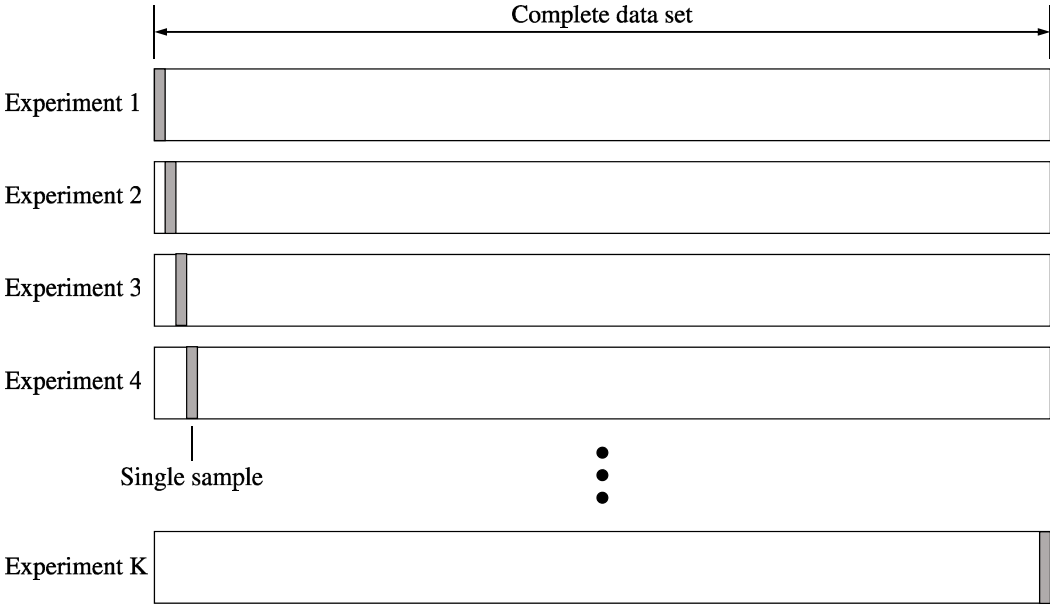 Complete data set
Experiment 1
Experiment 2
Experiment 3
Experiment 4
Single sample
Experiment K